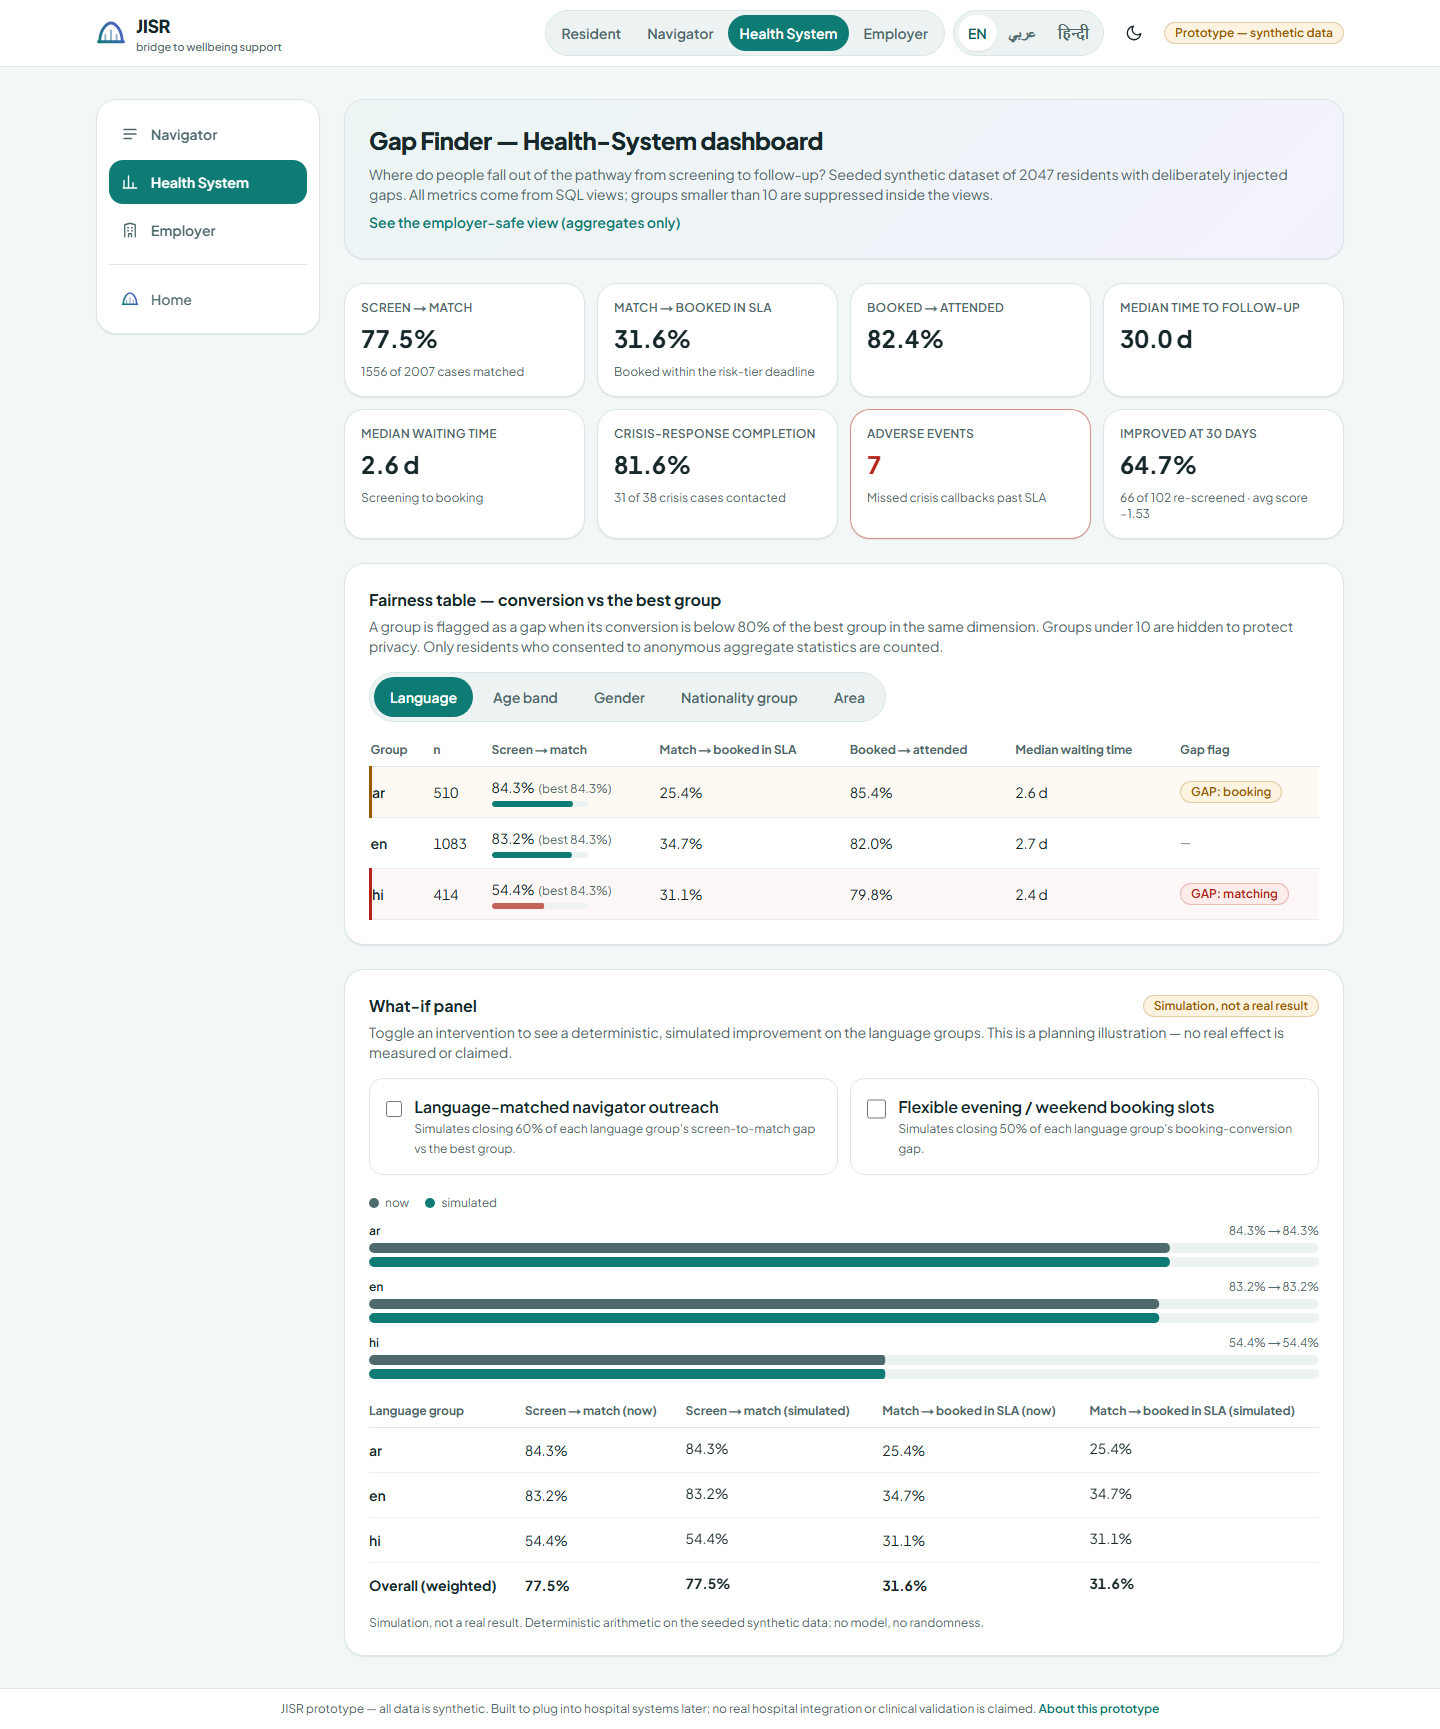 JISR
bridge to wellbeing support
Resident Navigator Health System Employer
EN عربي हिन्दी
Prototype — synthetic data
Navigator
Health System
Employer
Home
Gap Finder — Health-System dashboard
Where do people fall out of the pathway from screening to follow-up? Seeded synthetic dataset of 2047 residents with deliberately injected
gaps. All metrics come from SQL views; groups smaller than 10 are suppressed inside the views.
See the employer-safe view (aggregates only)
SCREEN → MATCH
77.5%
1556 of 2007 cases matched
MATCH → BOOKED IN SLA
31.6%
Booked within the risk-tier deadline
BOOKED → ATTENDED
82.4%
MEDIAN TIME TO FOLLOW-UP
30.0 d
MEDIAN WAITING TIME
2.6 d
Screening to booking
CRISIS-RESPONSE COMPLETION
81.6%
31 of 38 crisis cases contacted
ADVERSE EVENTS
7
Missed crisis callbacks past SLA
IMPROVED AT 30 DAYS
64.7%
66 of 102 re-screened · avg score
−1.53
Fairness table — conversion vs the best group
A group is flagged as a gap when its conversion is below 80% of the best group in the same dimension. Groups under 10 are hidden to protect
privacy. Only residents who consented to anonymous aggregate statistics are counted.
Language Age band Gender Nationality group Area
Group n Screen → match Match → booked in SLA Booked → attended Median waiting time Gap flag
ar 510 84.3% (best 84.3%) 25.4% 85.4% 2.6 d GAP: booking
en 1083 83.2% (best 84.3%) 34.7% 82.0% 2.7 d —
hi 414 54.4% (best 84.3%) 31.1% 79.8% 2.4 d GAP: matching
What-if panel
Simulation, not a real result
Toggle an intervention to see a deterministic, simulated improvement on the language groups. This is a planning illustration — no real effect is
measured or claimed.
Language-matched navigator outreach
Simulates closing 60% of each language group's screen-to-match gap
vs the best group.
Flexible evening / weekend booking slots
Simulates closing 50% of each language group's booking-conversion
gap.
now simulated
ar 84.3% → 84.3%
en 83.2% → 83.2%
hi 54.4% → 54.4%
Language group Screen → match (now) Screen → match (simulated) Match → booked in SLA (now) Match → booked in SLA (simulated)
ar 84.3% 84.3% 25.4% 25.4%
en 83.2% 83.2% 34.7% 34.7%
hi 54.4% 54.4% 31.1% 31.1%
Overall (weighted) 77.5% 77.5% 31.6% 31.6%
Simulation, not a real result. Deterministic arithmetic on the seeded synthetic data; no model, no randomness.
JISR prototype — all data is synthetic. Built to plug into hospital systems later; no real hospital integration or clinical validation is claimed. About this prototype